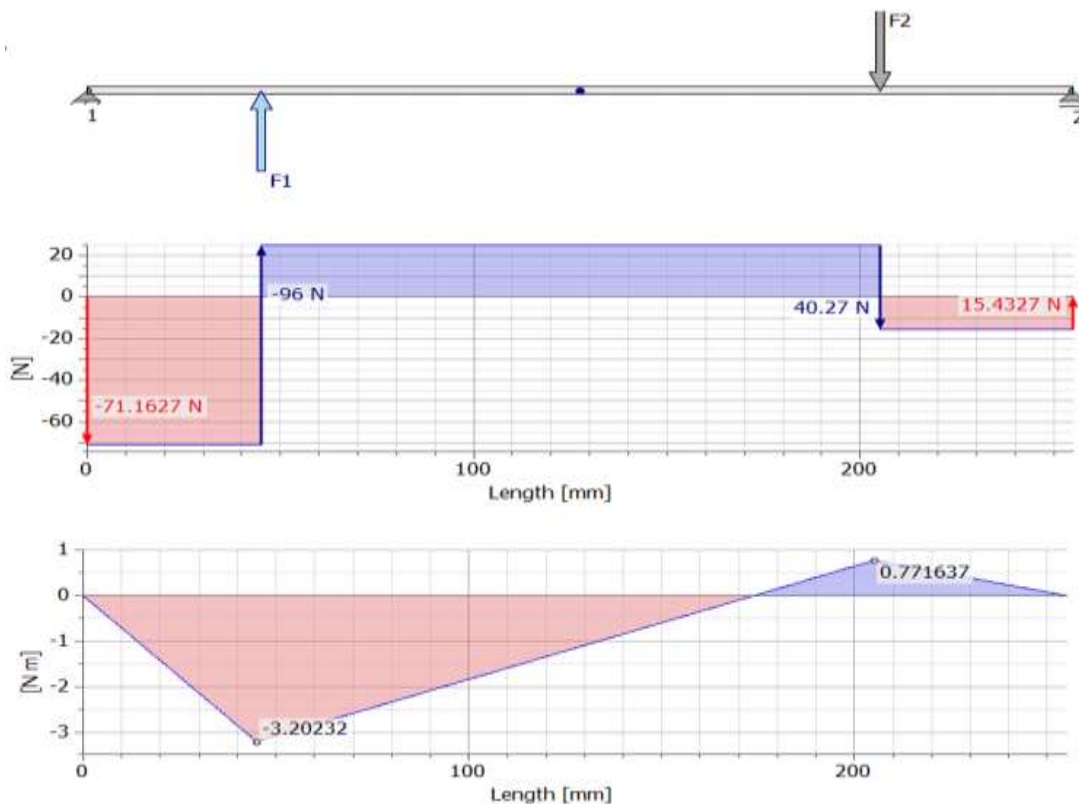 F2
1
2
F1
20
0
-20
-40
-60
[N]
-96 N
40.27 N
15.4327 N
-71.1627 N
0
100
200
Length [mm]
1
0
-1
-2
-3
[N m]
0.771637
-3.20232
0
100
200
Length [mm]